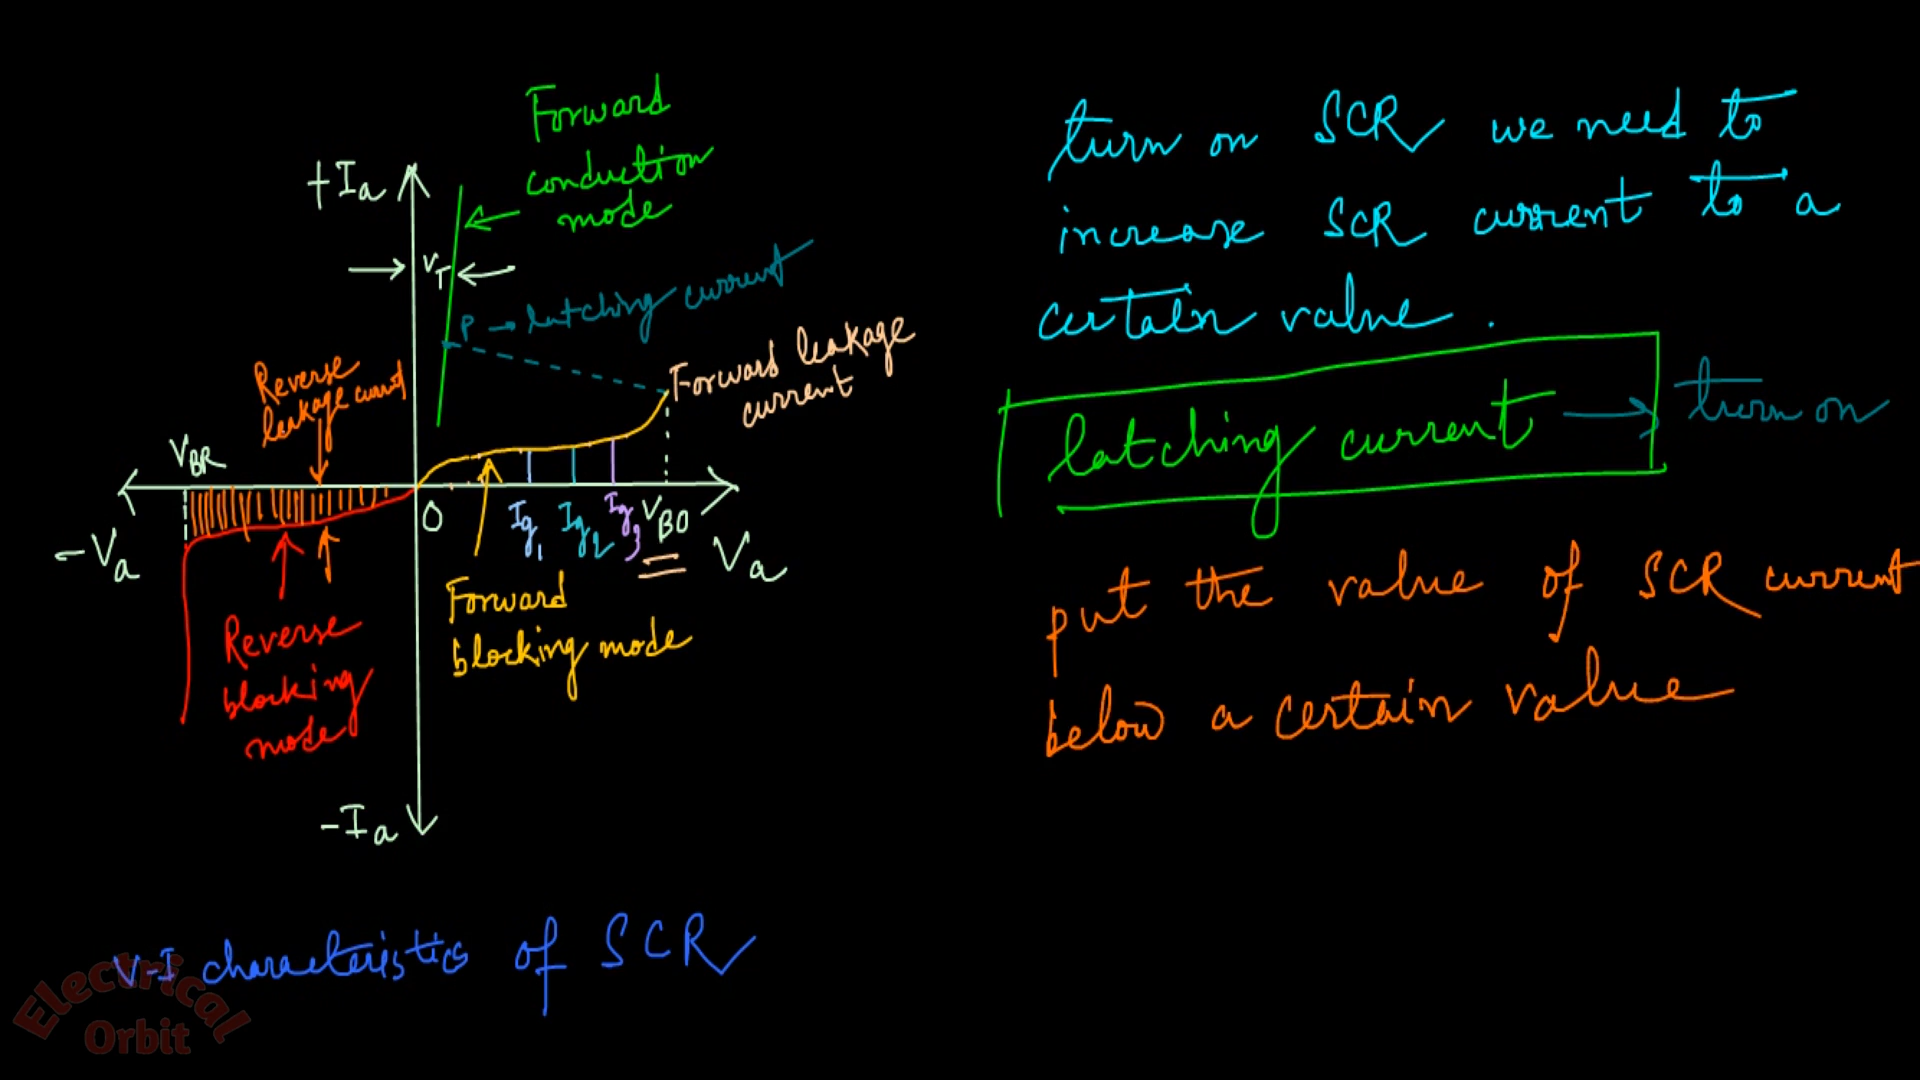 Forward
conduction
mode
+Ia
VT
P → latching current
Forward leakage
current
Reverse
leakage current
VBR
-Va
O
Ig1
Ig2
Ig3
VBO
Va
Forward
blocking mode
Reverse
blocking
mode
-Ia
V-I characteristics of SCR
Electrical
Orbit
turn on SCR we need to
increase SCR current to a
certain value.
latching current → turn on
put the value of SCR current
below a certain value